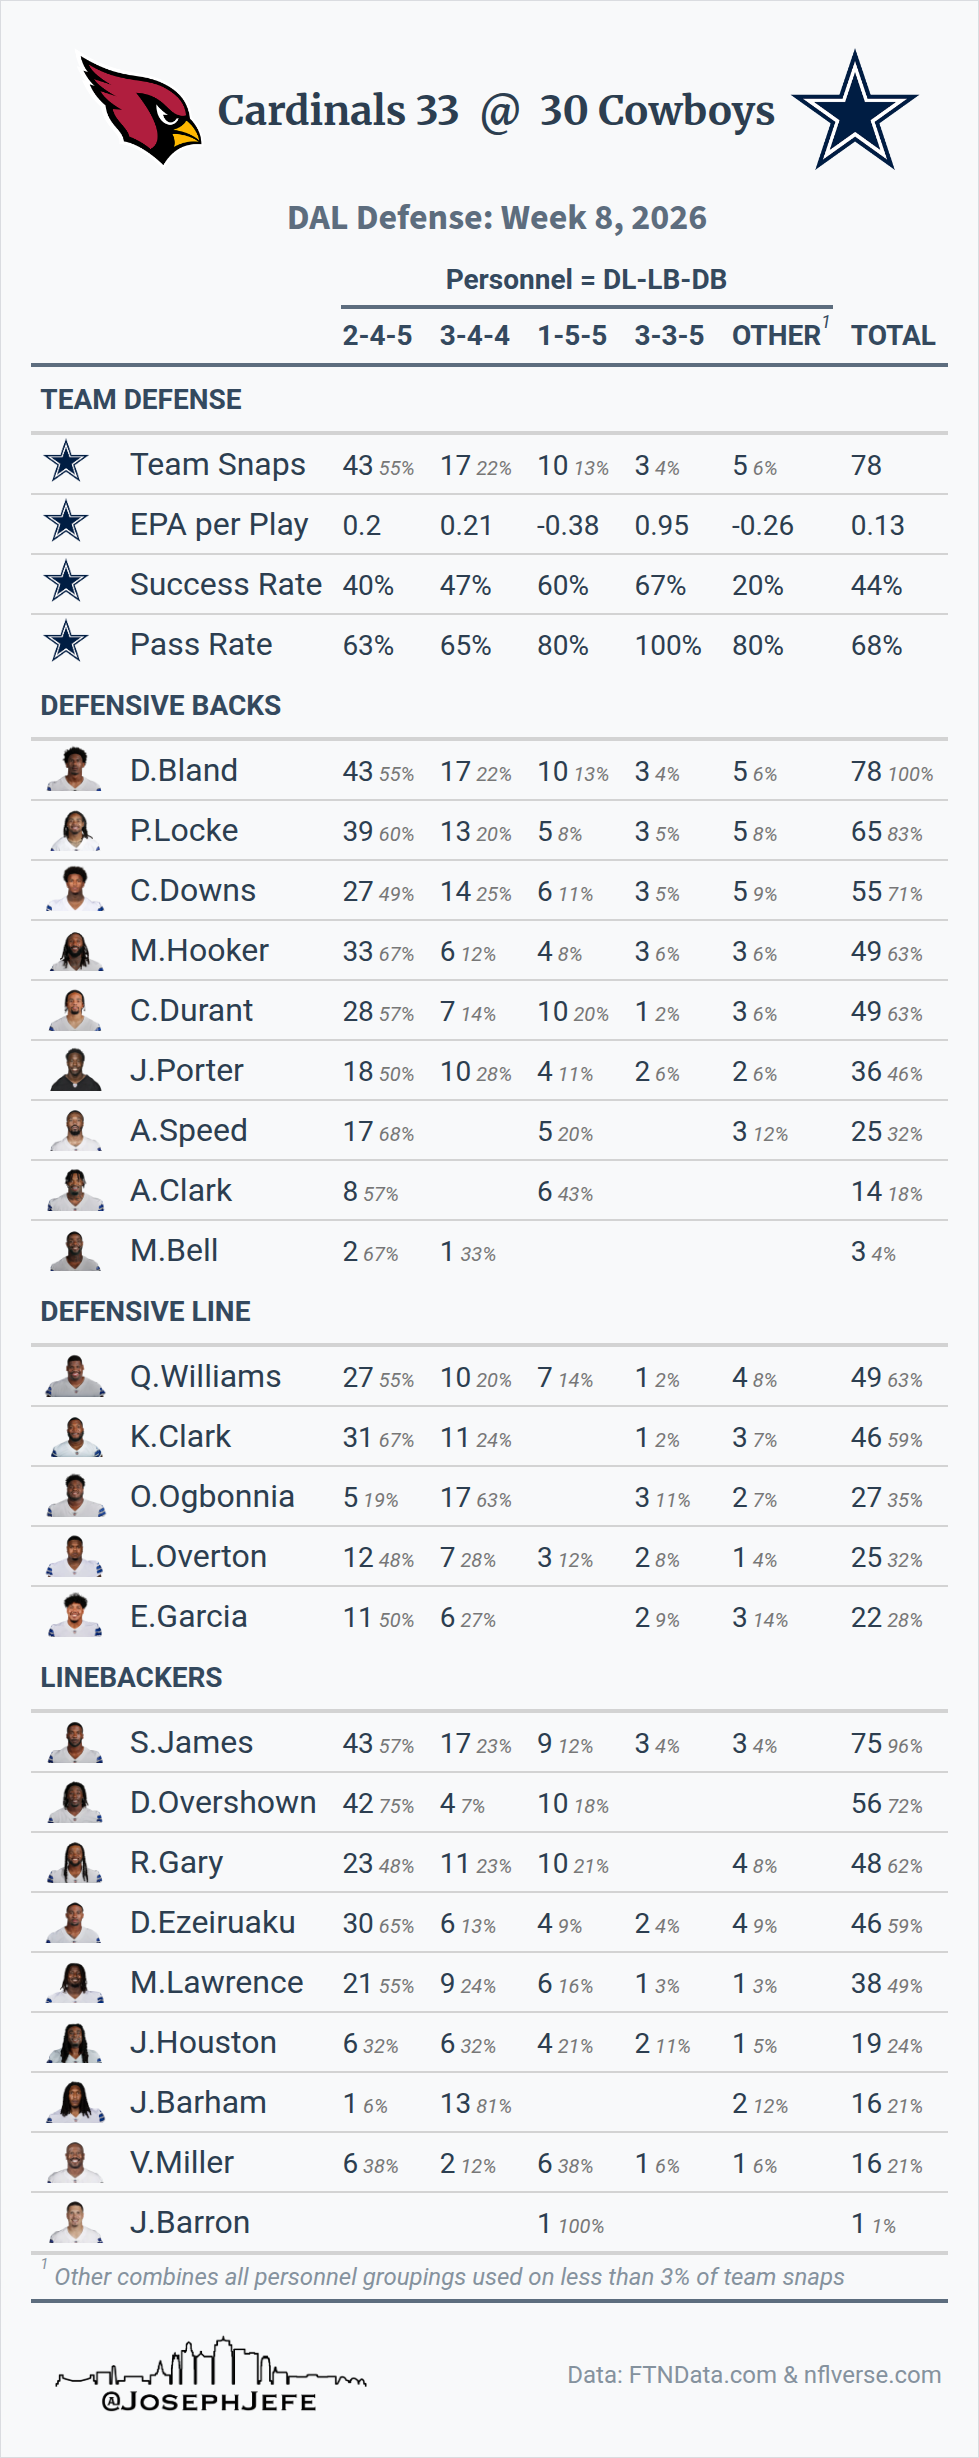 Cardinals 33 @ 30 Cowboys
DAL Defense: Week 8, 2026
Personnel = DL-LB-DB
2-4-5 3-4-4 1-5-5 3-3-5 OTHER1 TOTAL
TEAM DEFENSE
Team Snaps 43 55% 17 22% 10 13% 3 4% 5 6% 78
EPA per Play 0.2 0.21 -0.38 0.95 -0.26 0.13
Success Rate 40% 47% 60% 67% 20% 44%
Pass Rate 63% 65% 80% 100% 80% 68%
DEFENSIVE BACKS
D.Bland 43 55% 17 22% 10 13% 3 4% 5 6% 78 100%
P.Locke 39 60% 13 20% 5 8% 3 5% 5 8% 65 83%
C.Downs 27 49% 14 25% 6 11% 3 5% 5 9% 55 71%
M.Hooker 33 67% 6 12% 4 8% 3 6% 3 6% 49 63%
C.Durant 28 57% 7 14% 10 20% 1 2% 3 6% 49 63%
J.Porter 18 50% 10 28% 4 11% 2 6% 2 6% 36 46%
A.Speed 17 68% 5 20% 3 12% 25 32%
A.Clark 8 57% 6 43% 14 18%
M.Bell 2 67% 1 33% 3 4%
DEFENSIVE LINE
Q.Williams 27 55% 10 20% 7 14% 1 2% 4 8% 49 63%
K.Clark 31 67% 11 24% 1 2% 3 7% 46 59%
O.Ogbonnia 5 19% 17 63% 3 11% 2 7% 27 35%
L.Overton 12 48% 7 28% 3 12% 2 8% 1 4% 25 32%
E.Garcia 11 50% 6 27% 2 9% 3 14% 22 28%
LINEBACKERS
S.James 43 57% 17 23% 9 12% 3 4% 3 4% 75 96%
D.Overshown 42 75% 4 7% 10 18% 56 72%
R.Gary 23 48% 11 23% 10 21% 4 8% 48 62%
D.Ezeiruaku 30 65% 6 13% 4 9% 2 4% 4 9% 46 59%
M.Lawrence 21 55% 9 24% 6 16% 1 3% 1 3% 38 49%
J.Houston 6 32% 6 32% 4 21% 2 11% 1 5% 19 24%
J.Barham 1 6% 13 81% 2 12% 16 21%
V.Miller 6 38% 2 12% 6 38% 1 6% 1 6% 16 21%
J.Barron 1 100% 1 1%
1 Other combines all personnel groupings used on less than 3% of team snaps
@JOSEPHJEFE
Data: FTNData.com & nflverse.com